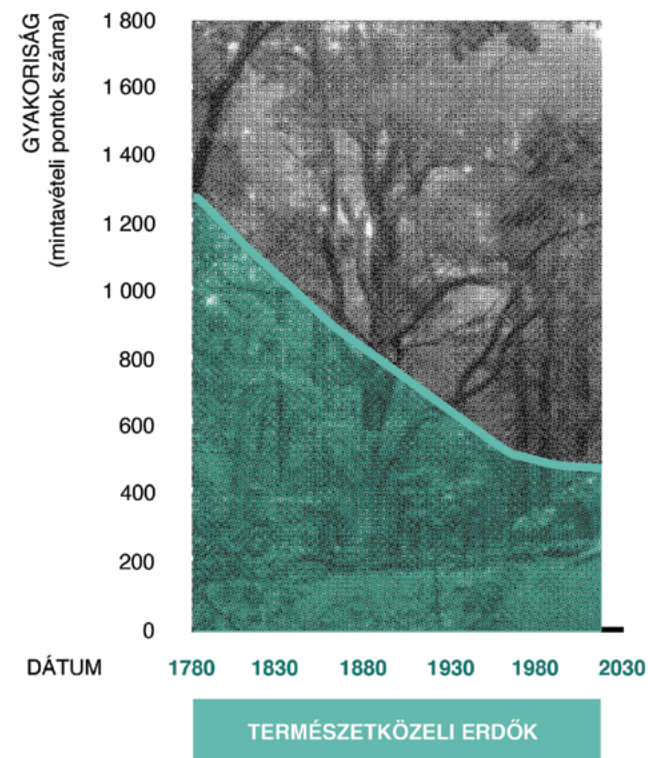 GYAKORISÁG
(mintavételi pontok száma)
1 800
1 600
1 400
1 200
1 000
800
600
400
200
0
DÁTUM 1780 1830 1880 1930 1980 2030
TERMÉSZETKÖZELI ERDŐK